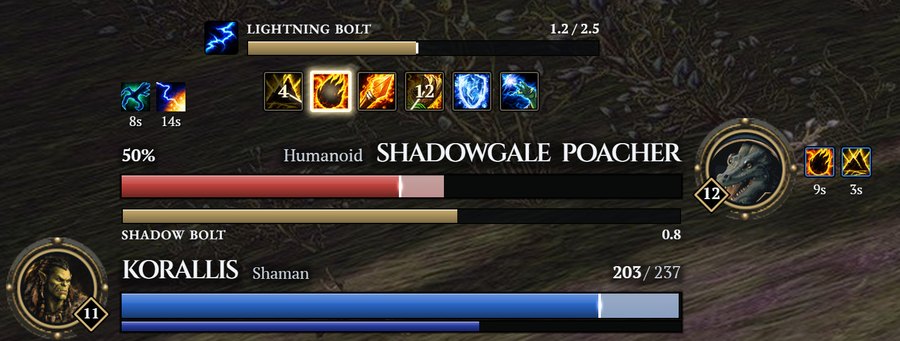 LIGHTNING BOLT 1.2 / 2.5
4 12
8s 14s
50% Humanoid SHADOWGALE POACHER
12
9s 3s
SHADOW BOLT 0.8
KORALLIS Shaman 203 / 237
11